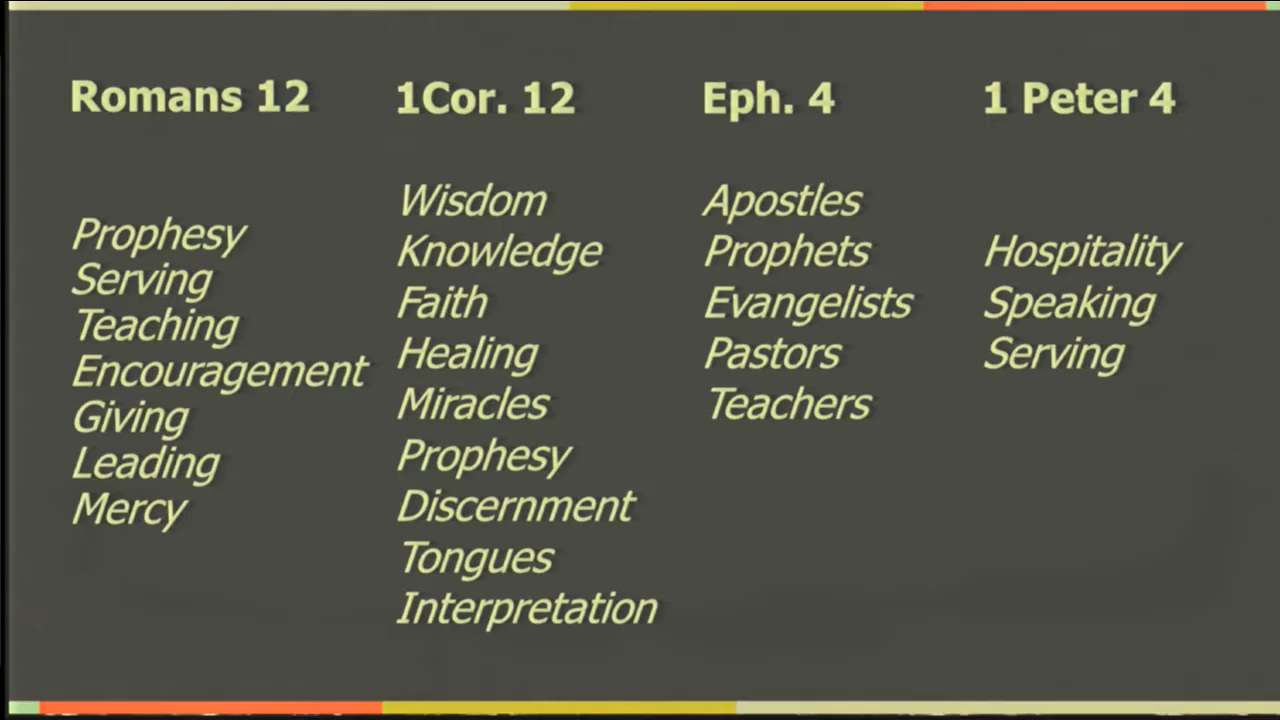 Romans 12
Prophesy
Serving
Teaching
Encouragement
Giving
Leading
Mercy
1Cor. 12
Wisdom
Knowledge
Faith
Healing
Miracles
Prophesy
Discernment
Tongues
Interpretation
Eph. 4
Apostles
Prophets
Evangelists
Pastors
Teachers
1 Peter 4
Hospitality
Speaking
Serving